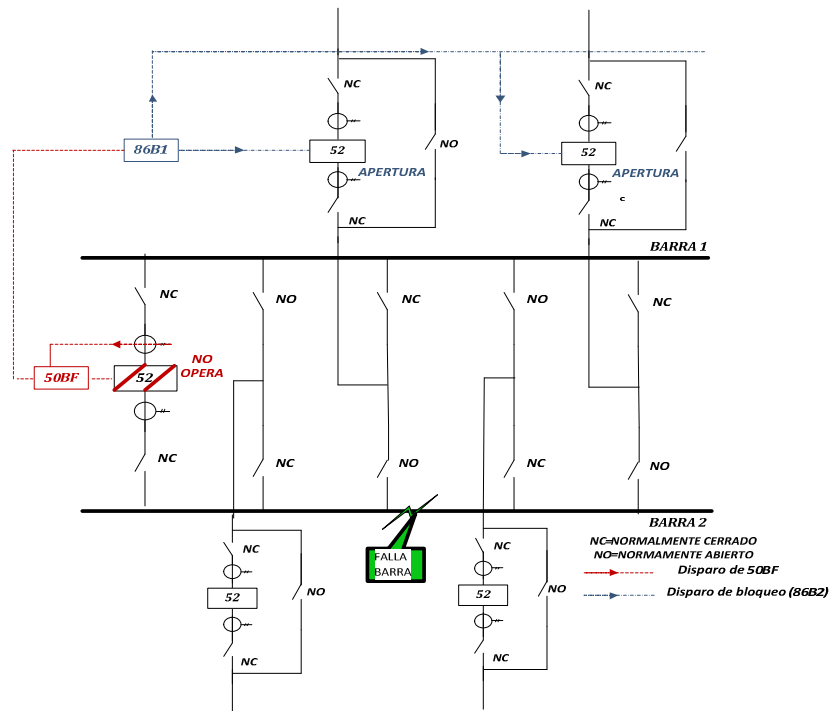 NC
NC
86B1
52
NO
52
APERTURA
APERTURA
c
NC
NC
BARRA 1
NC
NO
NC
NO
NC
NO
OPERA
50BF
52
NC
NC
NO
NC
NO
BARRA 2
FALLA
BARRA
NC=NORMALMENTE CERRADO
NO=NORMAMENTE ABIERTO
Disparo de 50BF
Disparo de bloqueo (86B2)
NC
NC
52
NO
52
NO
NC
NC